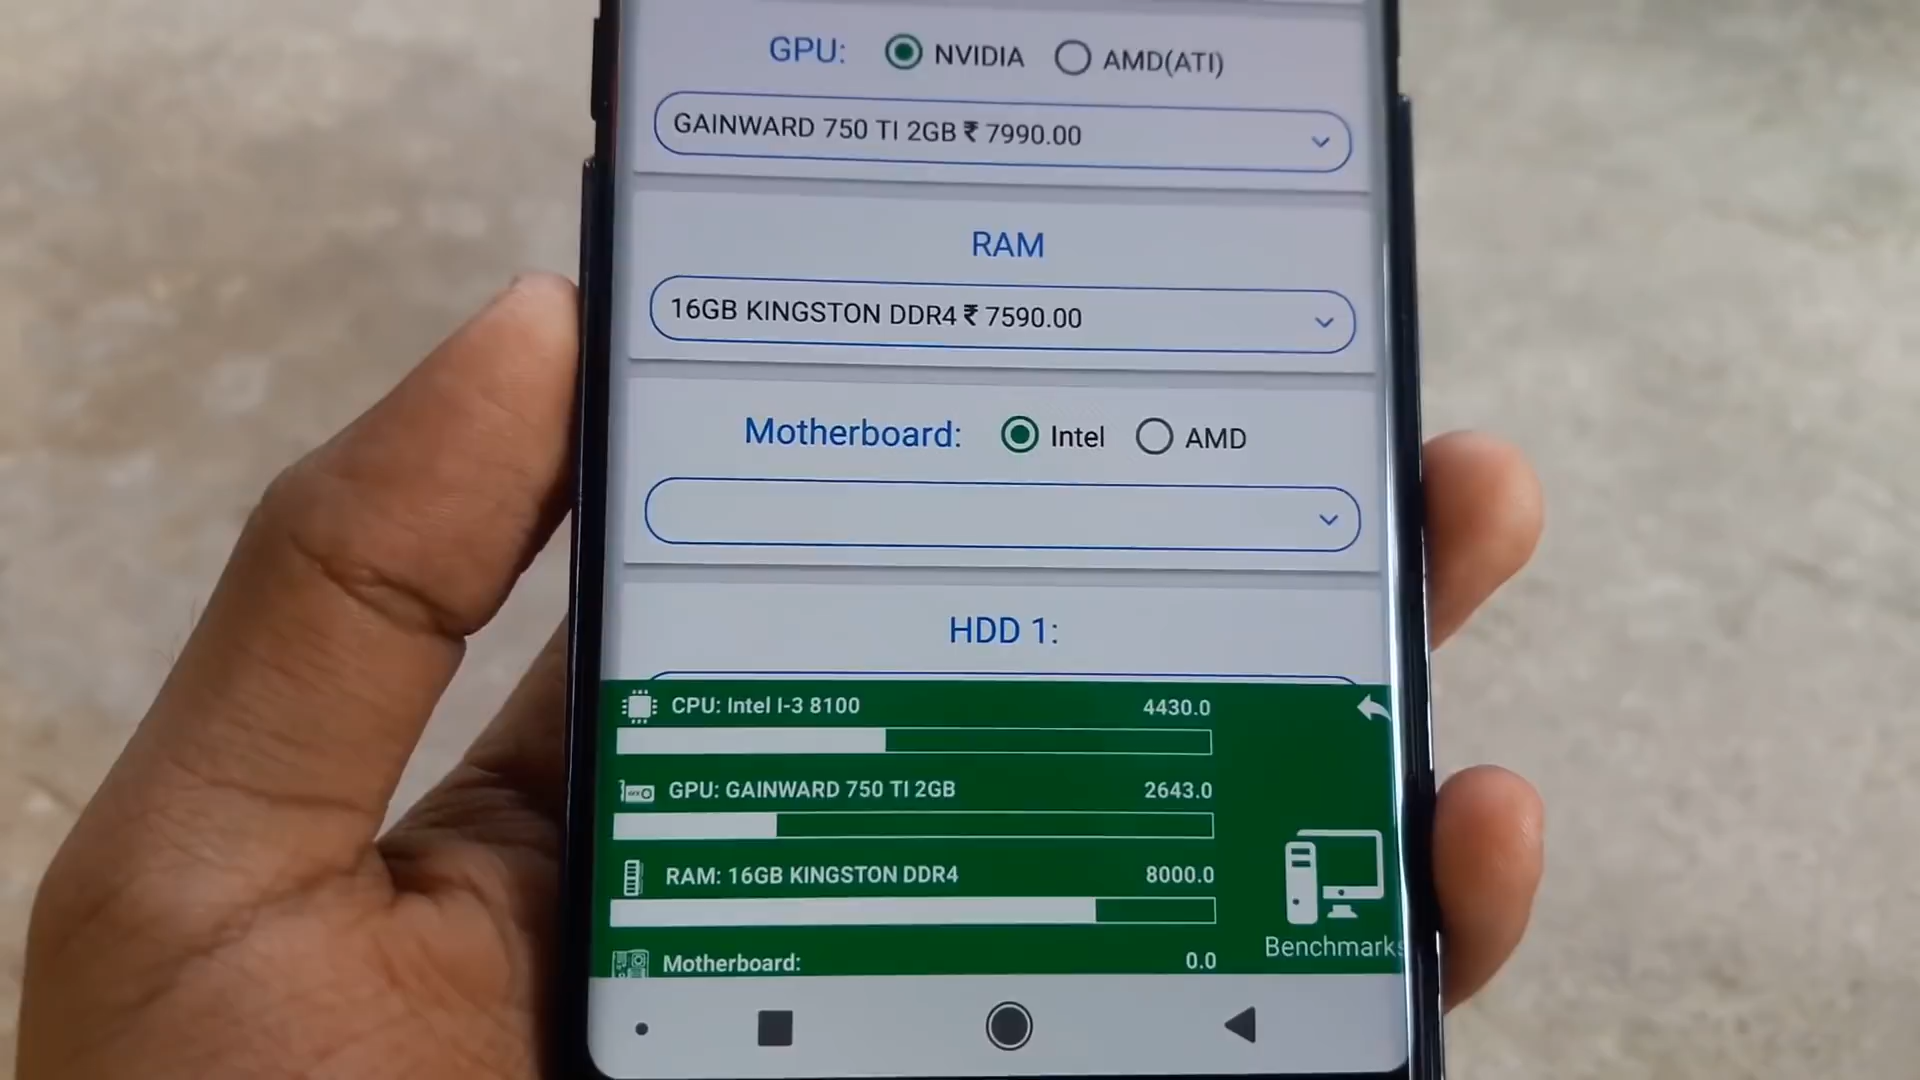 GPU: NVIDIA AMD(ATI)
GAINWARD 750 TI 2GB ₹ 7990.00
RAM
16GB KINGSTON DDR4 ₹ 7590.00
Motherboard: Intel AMD
HDD 1:
CPU: Intel I-3 8100 4430.0
GPU: GAINWARD 750 TI 2GB 2643.0
RAM: 16GB KINGSTON DDR4 8000.0
Benchmarks
Motherboard: 0.0